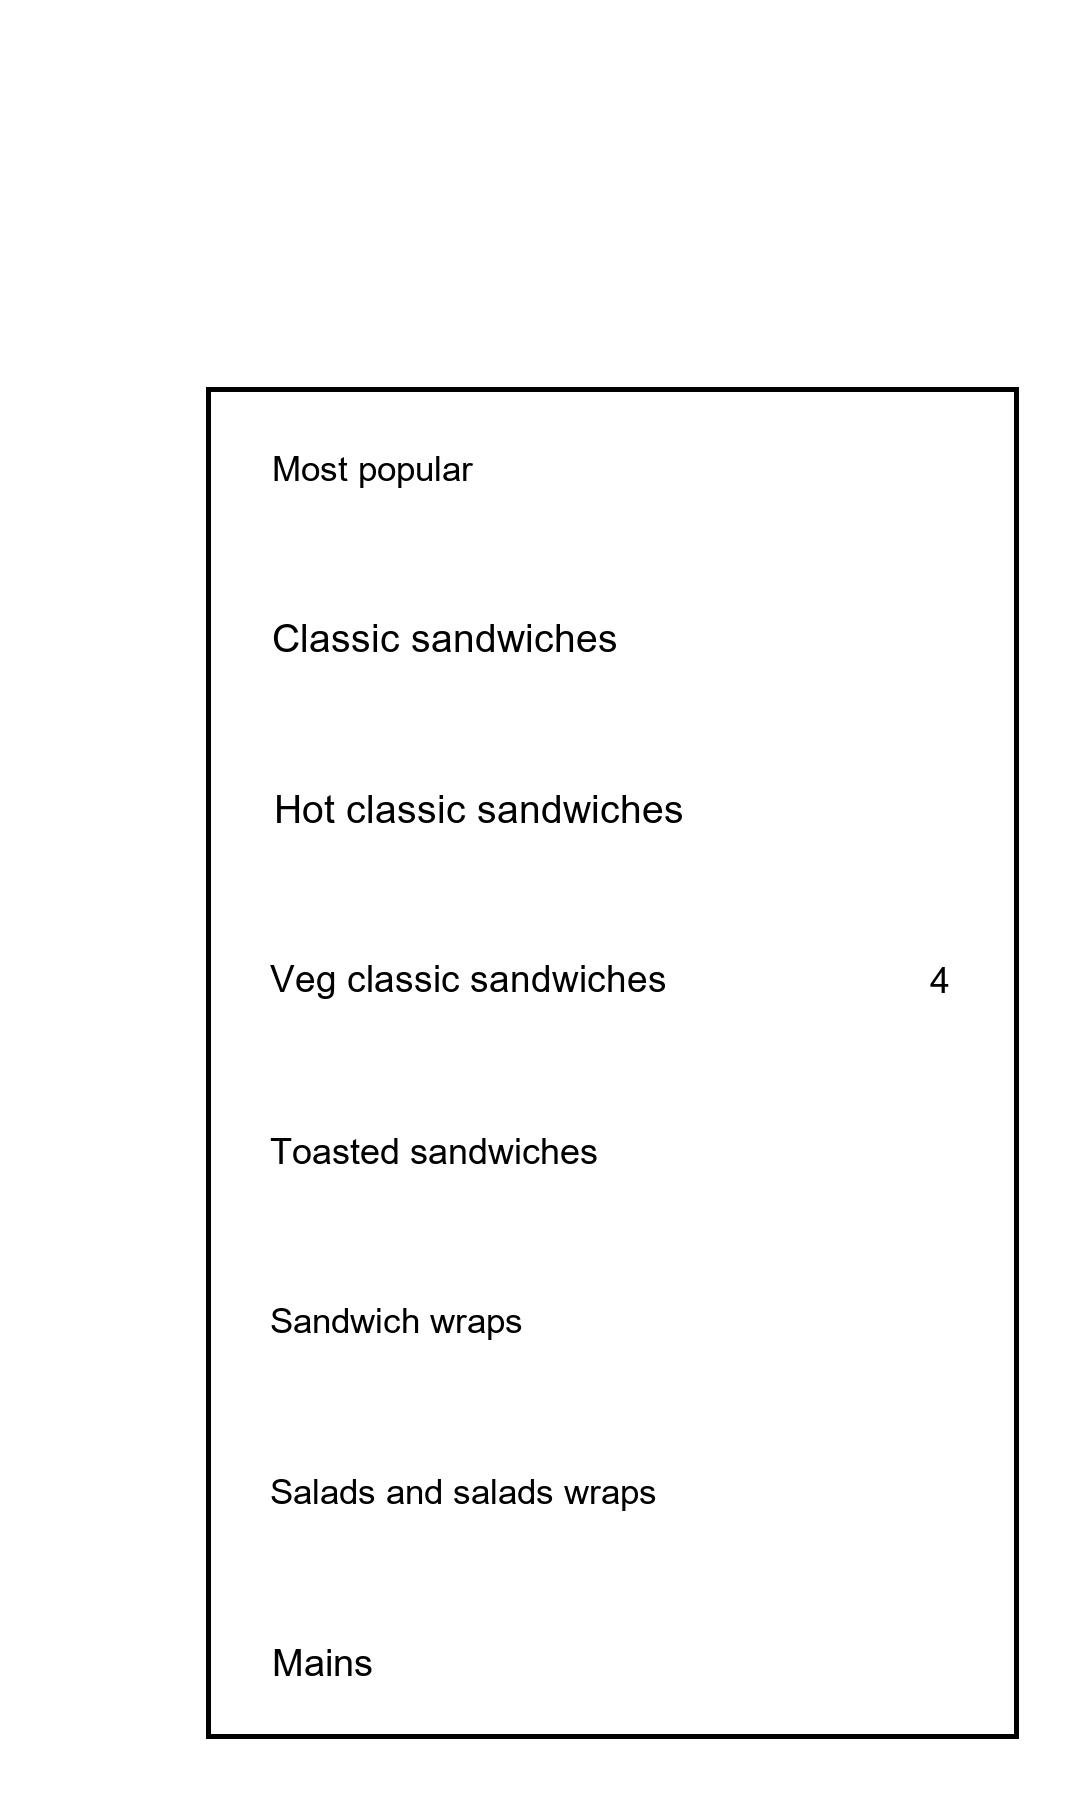 Most popular
Classic sandwiches
Hot classic sandwiches
Veg classic sandwiches 4
Toasted sandwiches
Sandwich wraps
Salads and salads wraps
Mains